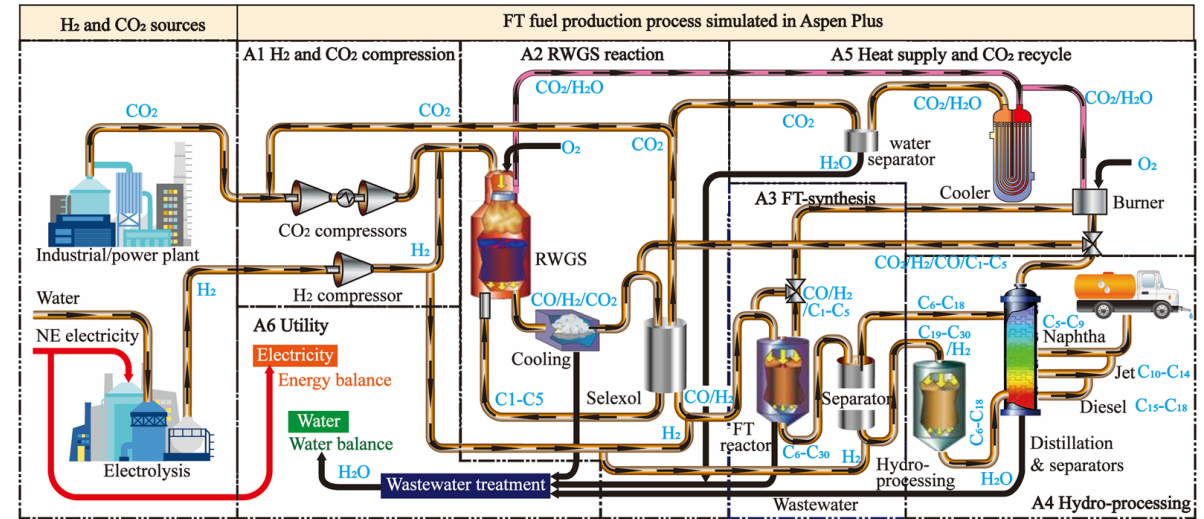 H₂ and CO₂ sources
FT fuel production process simulated in Aspen Plus
A1 H₂ and CO₂ compression
A2 RWGS reaction
A5 Heat supply and CO₂ recycle
CO₂
CO₂
CO₂/H₂O
CO₂
CO₂/H₂O
CO₂/H₂O
O₂
CO₂
H₂O
water
separator
O₂
Cooler
Burner
A3 FT-synthesis
Industrial/power plant
CO₂ compressors
H₂
RWGS
CO₂/H₂/CO/C₁-C₅
H₂
H₂ compressor
CO/H₂/CO₂
CO/H₂
/C₁-C₅
C₆-C₁₈
Water
NE electricity
A6 Utility
Electricity
Energy balance
Cooling
C₁₉-C₃₀
/H₂
C₅-C₉
Naphtha
Jet C₁₀-C₁₄
Diesel C₁₅-C₁₈
C1-C5
Selexol
CO/H₂
Separator
C₆-C₁₈
Water
Water balance
H₂
FT
reactor
C₆-C₃₀
H₂
Hydro-
processing
Distillation
& separators
H₂O
Electrolysis
H₂O
Wastewater treatment
Wastewater
A4 Hydro-processing